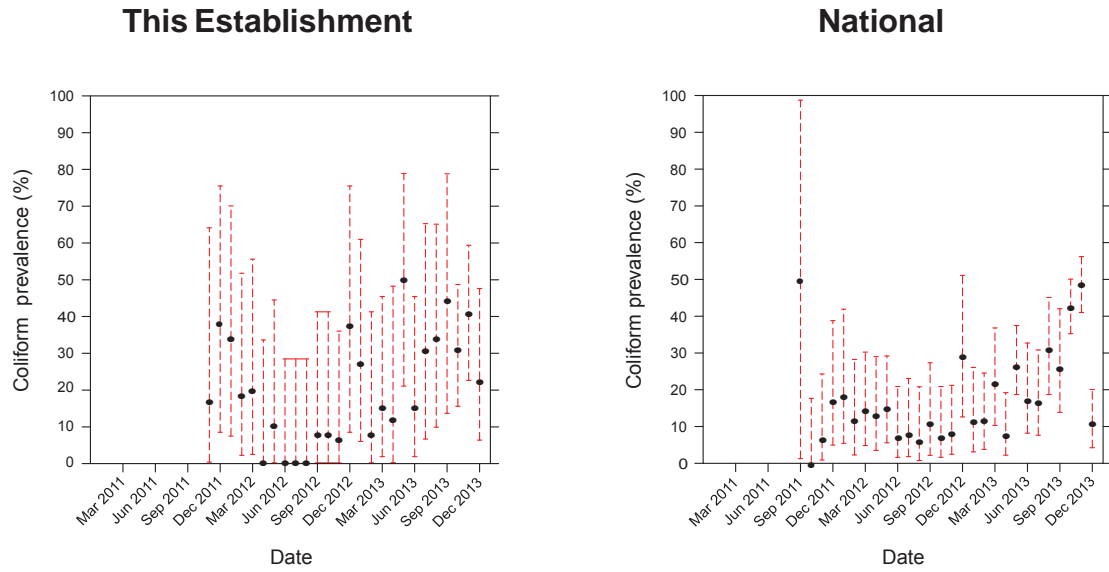 This Establishment
National
Coliform prevalence (%)
100
90
80
70
60
50
40
30
20
10
0
Mar 2011
Jun 2011
Sep 2011
Dec 2011
Mar 2012
Jun 2012
Sep 2012
Dec 2012
Mar 2013
Jun 2013
Sep 2013
Dec 2013
Date
Coliform prevalence (%)
100
90
80
70
60
50
40
30
20
10
0
Mar 2011
Jun 2011
Sep 2011
Dec 2011
Mar 2012
Jun 2012
Sep 2012
Dec 2012
Mar 2013
Jun 2013
Sep 2013
Dec 2013
Date